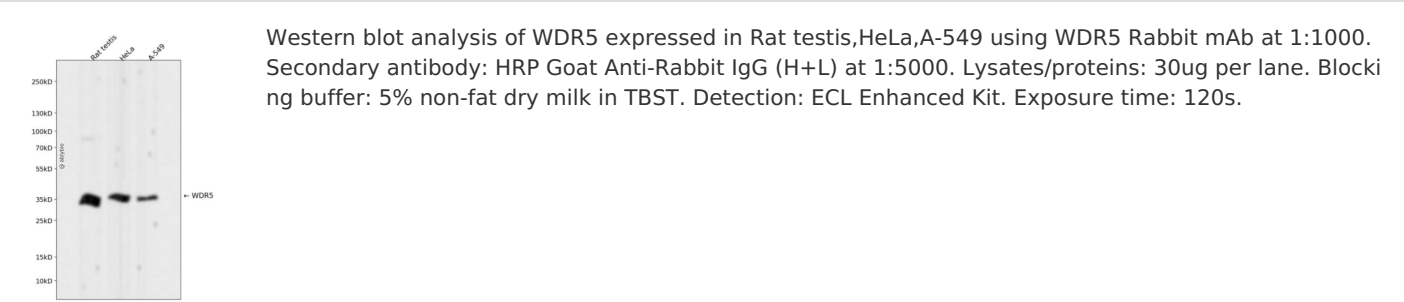 Rat testis
HeLa
A-549
Western blot analysis of WDR5 expressed in Rat testis,HeLa,A-549 using WDR5 Rabbit mAb at 1:1000.
Secondary antibody: HRP Goat Anti-Rabbit IgG (H+L) at 1:5000. Lysates/proteins: 30ug per lane. Blocki
ng buffer: 5% non-fat dry milk in TBST. Detection: ECL Enhanced Kit. Exposure time: 120s.
250kD
130kD
100kD
70kD
55kD
35kD
25kD
15kD
10kD
← WDR5